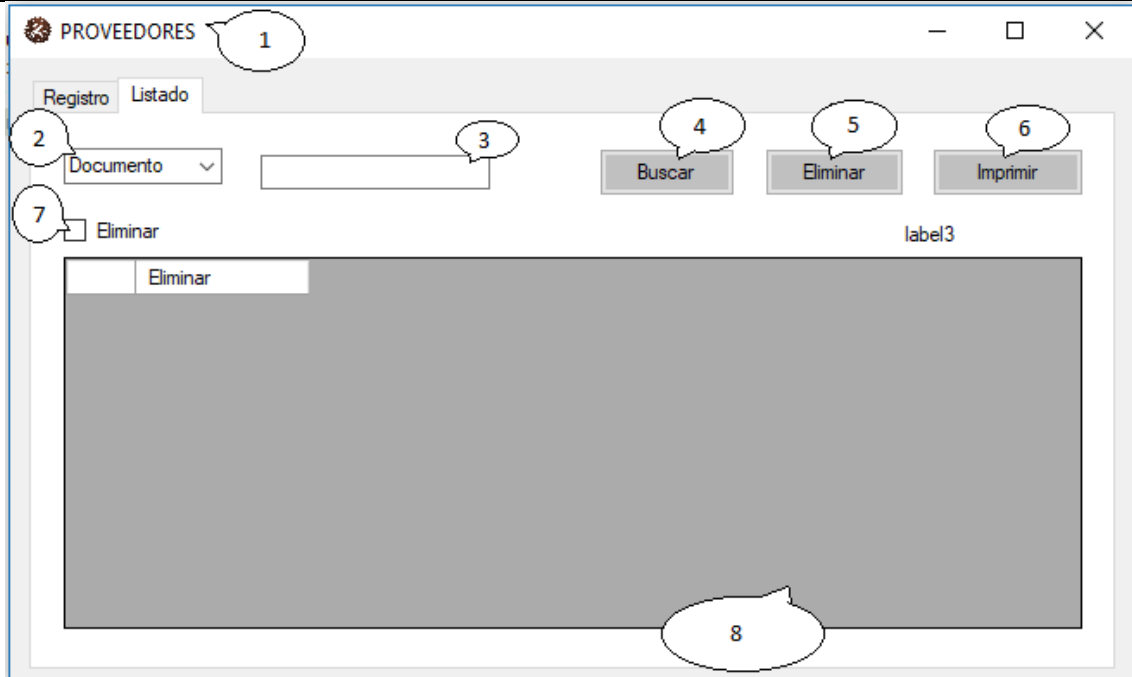 PROVEEDORES
1
Registro Listado
2 3 4 5 6
Documento Buscar Eliminar Imprimir
7
Eliminar label3
Eliminar
8